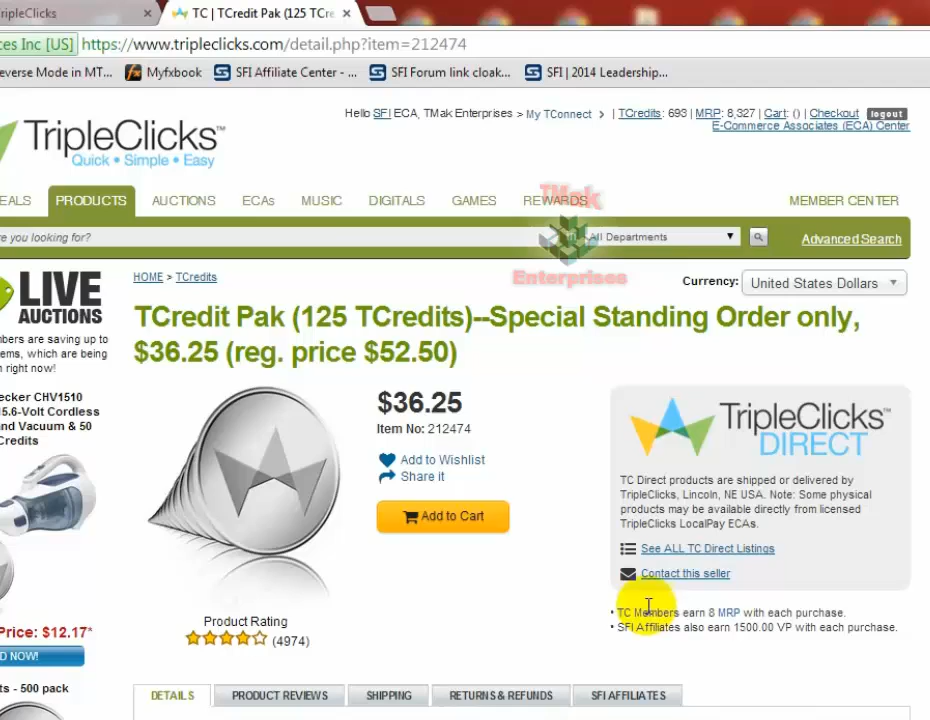 ripleClicks
TC | TCredit Pak (125 TCre
ces Inc [US] https://www.tripleclicks.com/detail.php?item=212474
everse Mode in MT... Myfxbook SFI Affiliate Center - ... SFI Forum link cloak... SFI | 2014 Leadership...
Hello SFI ECA, TMak Enterprises > My TConnect > | TCredits: 693 | MRP: 8,327 | Cart: () | Checkout logout
E-Commerce Associates (ECA) Center
TripleClicks™
Quick • Simple • Easy
EALS PRODUCTS AUCTIONS ECAs MUSIC DIGITALS GAMES REWARDS MEMBER CENTER
TMak
e you looking for? All Departments Advanced Search
Enterprises
HOME > TCredits
Currency: United States Dollars
LIVE
AUCTIONS
mbers are saving up to
ems, which are being
n right now!
TCredit Pak (125 TCredits)--Special Standing Order only,
$36.25 (reg. price $52.50)
ecker CHV1510
15.6-Volt Cordless
and Vacuum & 50
Credits
$36.25
Item No: 212474
Add to Wishlist
Share it
Add to Cart
TripleClicks™
DIRECT
TC Direct products are shipped or delivered by
TripleClicks, Lincoln, NE USA. Note: Some physical
products may be available directly from licensed
TripleClicks LocalPay ECAs.
See ALL TC Direct Listings
Contact this seller
• TC Members earn 8 MRP with each purchase.
• SFI Affiliates also earn 1500.00 VP with each purchase.
Product Rating
(4974)
Price: $12.17*
D NOW!
ts - 500 pack
DETAILS PRODUCT REVIEWS SHIPPING RETURNS & REFUNDS SFI AFFILIATES